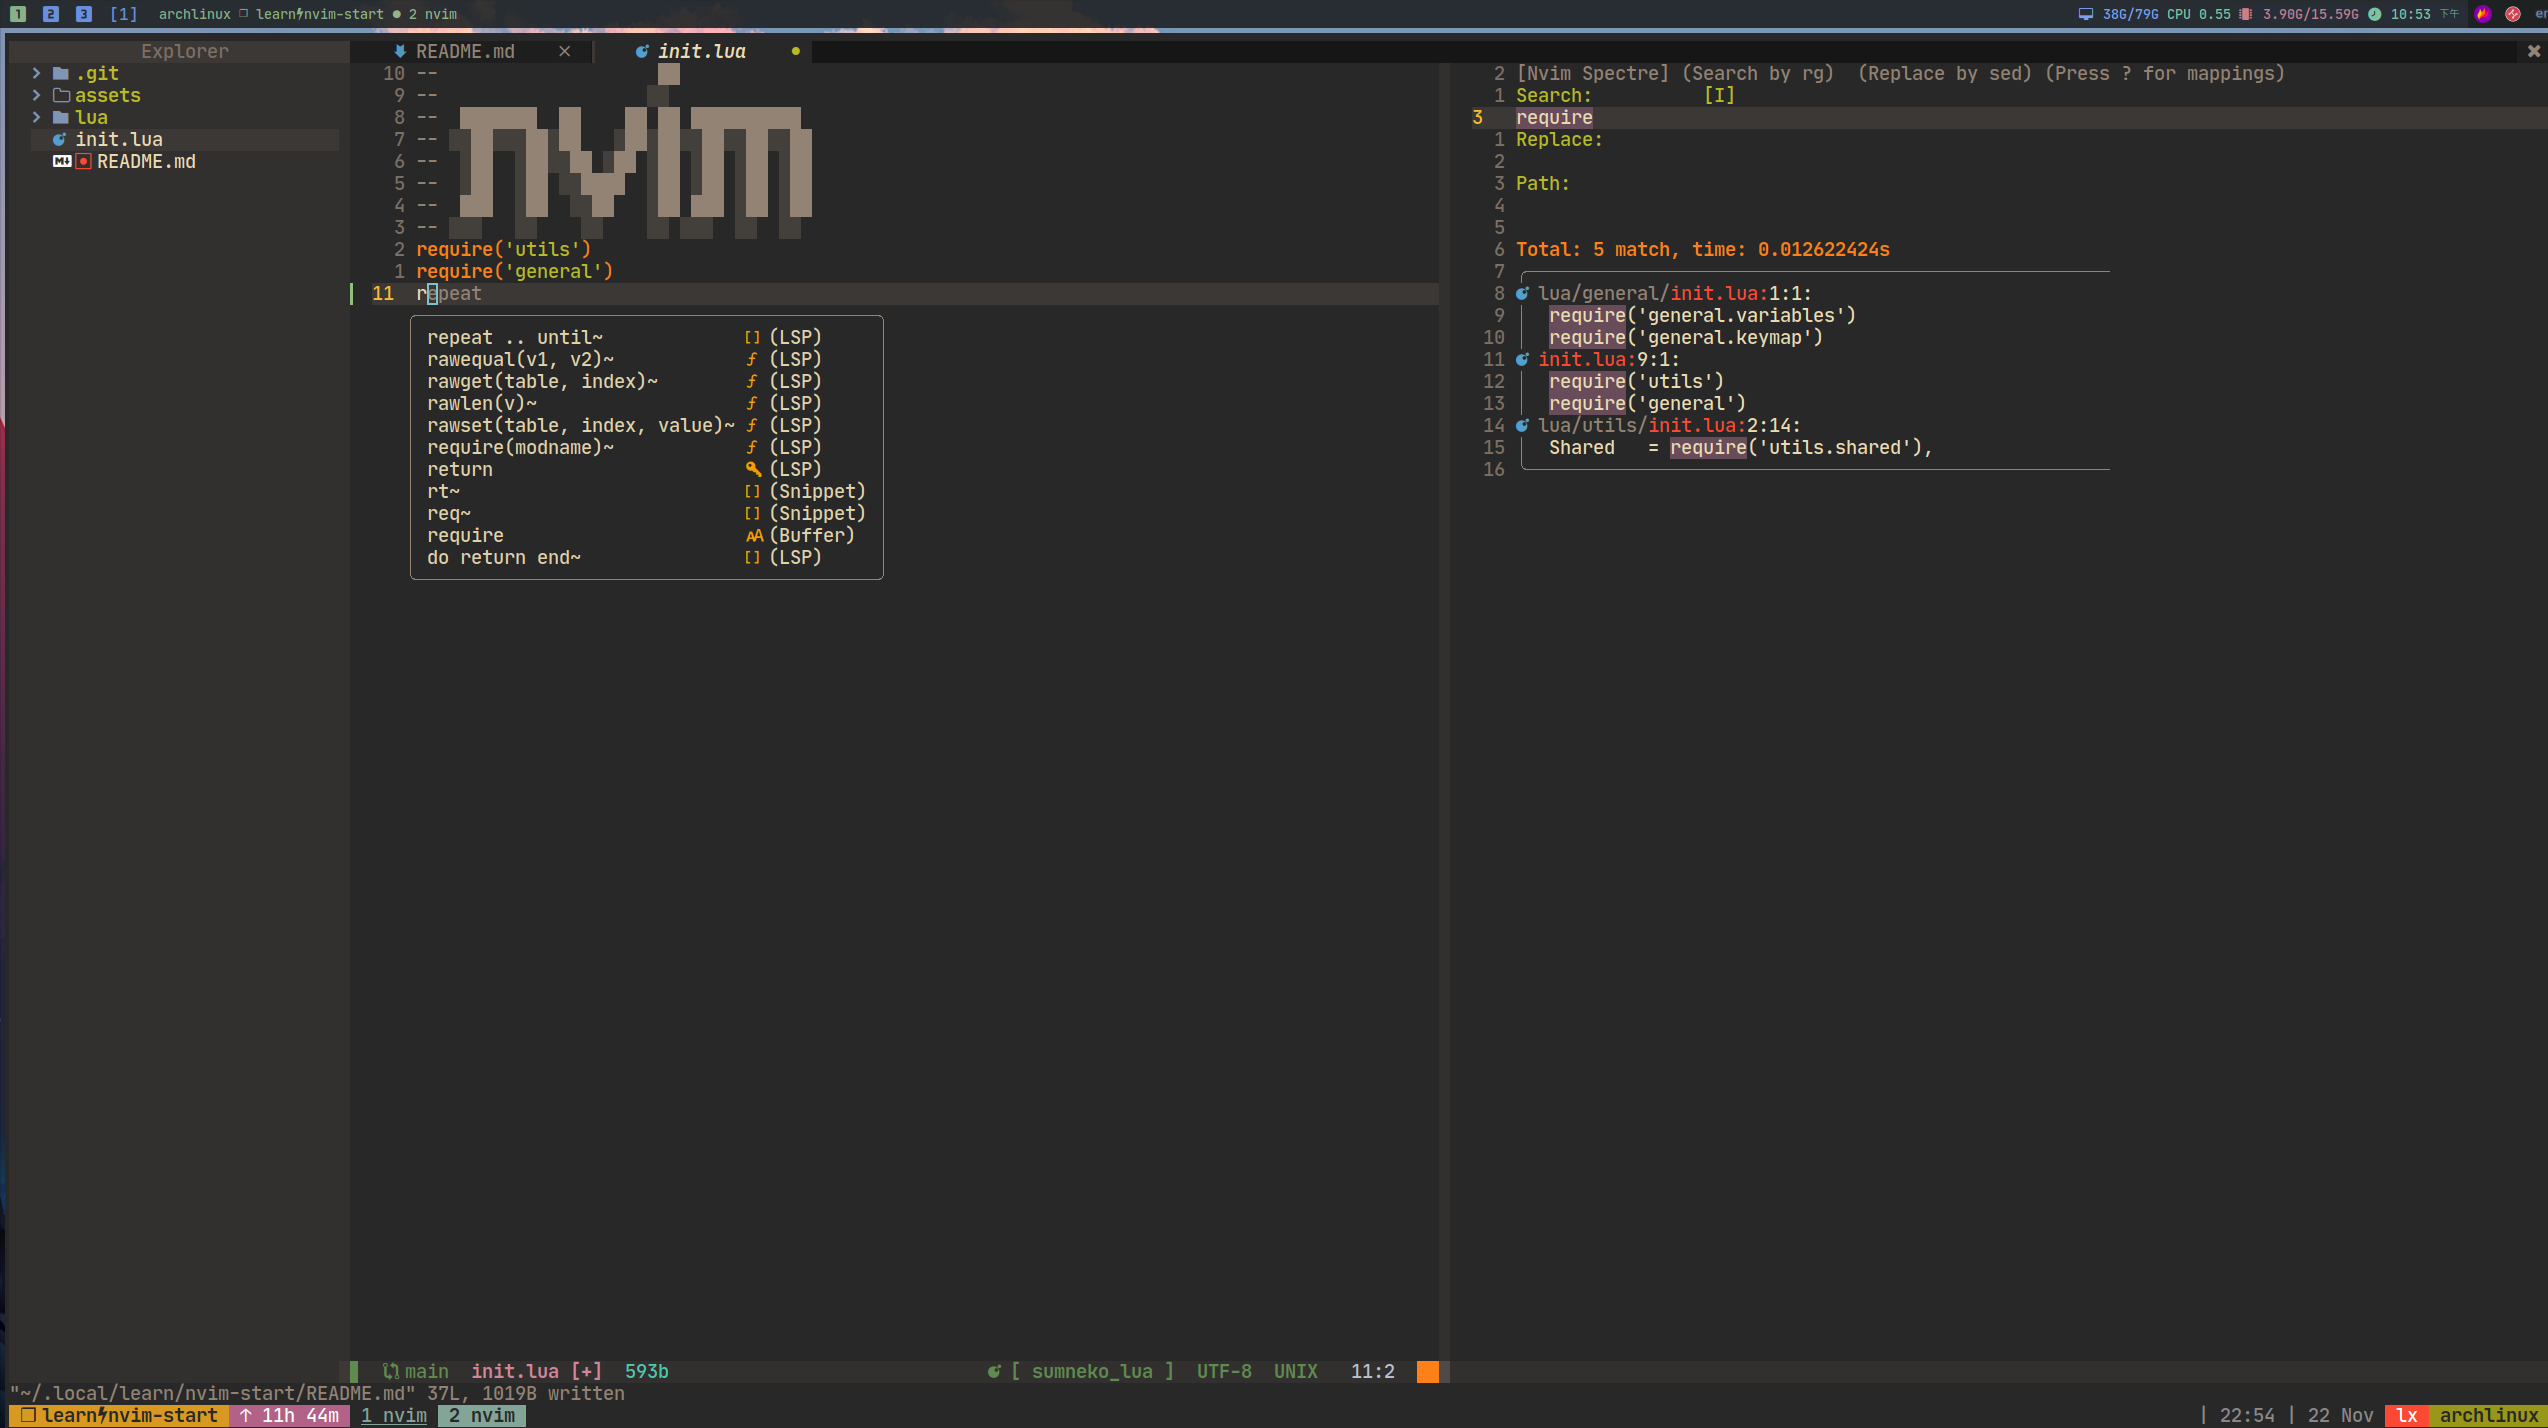 1 2 3 [1] archlinux ❐ learn⚡nvim-start ● 2 nvim
38G/79G CPU 0.55 3.90G/15.59G 10:53 下午 en
Explorer
.git
assets
lua
init.lua
README.md
README.md × init.lua ●
10 --
9 --
8 --
7 --
6 --
5 --
4 --
3 --
2 require('utils')
1 require('general')
11 repeat
repeat .. until~ [] (LSP)
rawequal(v1, v2)~ ƒ (LSP)
rawget(table, index)~ ƒ (LSP)
rawlen(v)~ ƒ (LSP)
rawset(table, index, value)~ ƒ (LSP)
require(modname)~ ƒ (LSP)
return (LSP)
rt~ [] (Snippet)
req~ [] (Snippet)
require AA (Buffer)
do return end~ [] (LSP)
2 [Nvim Spectre] (Search by rg)  (Replace by sed) (Press ? for mappings)
1 Search: [I]
3 require
1 Replace:
2
3 Path:
4
5
6 Total: 5 match, time: 0.012622424s
7
8 lua/general/init.lua:1:1:
9 require('general.variables')
10 require('general.keymap')
11 init.lua:9:1:
12 require('utils')
13 require('general')
14 lua/utils/init.lua:2:14:
15 Shared   = require('utils.shared'),
16
main init.lua [+] 593b [ sumneko_lua ] UTF-8 UNIX 11:2
"~/.local/learn/nvim-start/README.md" 37L, 1019B written
❐ learn⚡nvim-start ↑ 11h 44m 1 nvim 2 nvim | 22:54 | 22 Nov lx archlinux